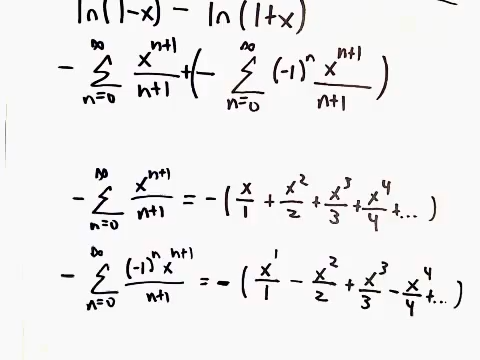 ln(1-x) - ln(1+x)
- ∑_{n=0}^{∞} x^{n+1}/(n+1) + (- ∑_{n=0}^{∞} (-1)^n x^{n+1}/(n+1) )
- ∑_{n=0}^{∞} x^{n+1}/(n+1) = - ( x/1 + x^2/2 + x^3/3 + x^4/4 + ... )
- ∑_{n=0}^{∞} (-1)^n x^{n+1}/(n+1) = - ( x^1/1 - x^2/2 + x^3/3 - x^4/4 + ... )